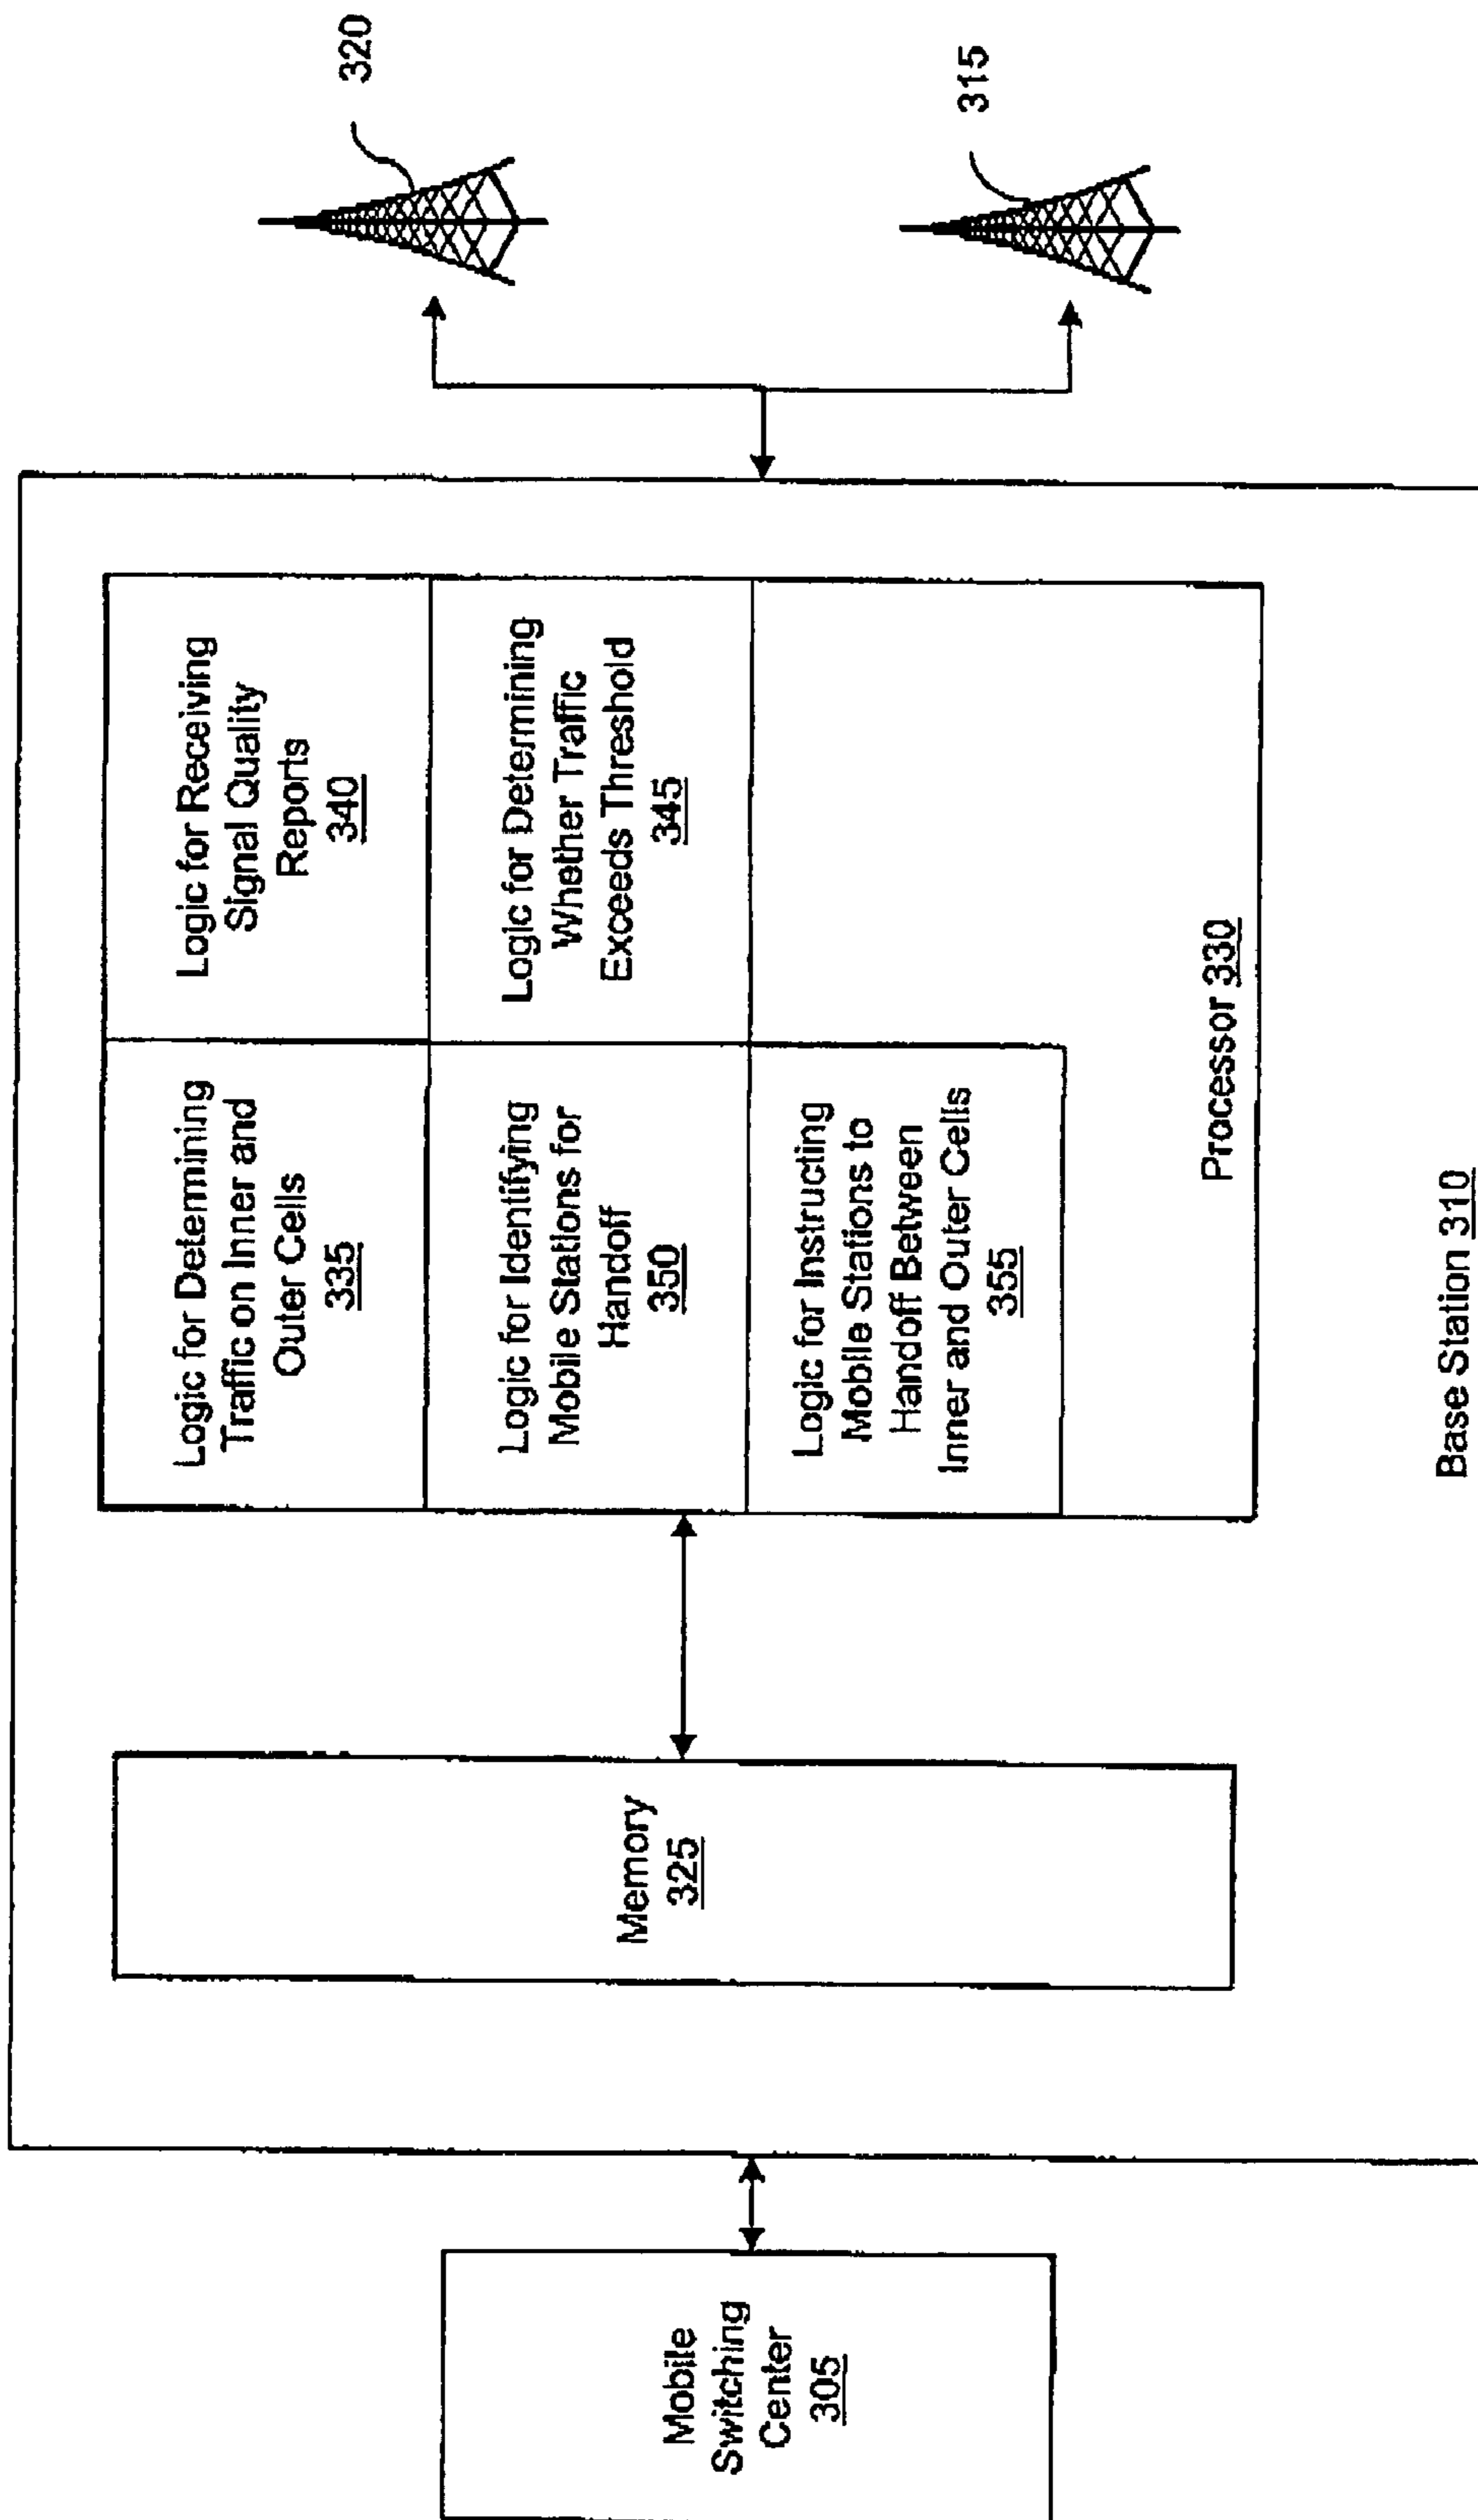 Mobile
Switching
Center
305
Memory
325
Logic for Determining
Traffic on Inner and
Outer Cells
335
Logic for Receiving
Signal Quality
Reports
340
Logic for Identifying
Mobile Stations for
Handoff
350
Logic for Determining
Whether Traffic
Exceeds Threshold
345
Logic for Instructing
Mobile Stations to
Handoff Between
Inner and Outer Cells
355
Processor 330
Base Station 310
320
315